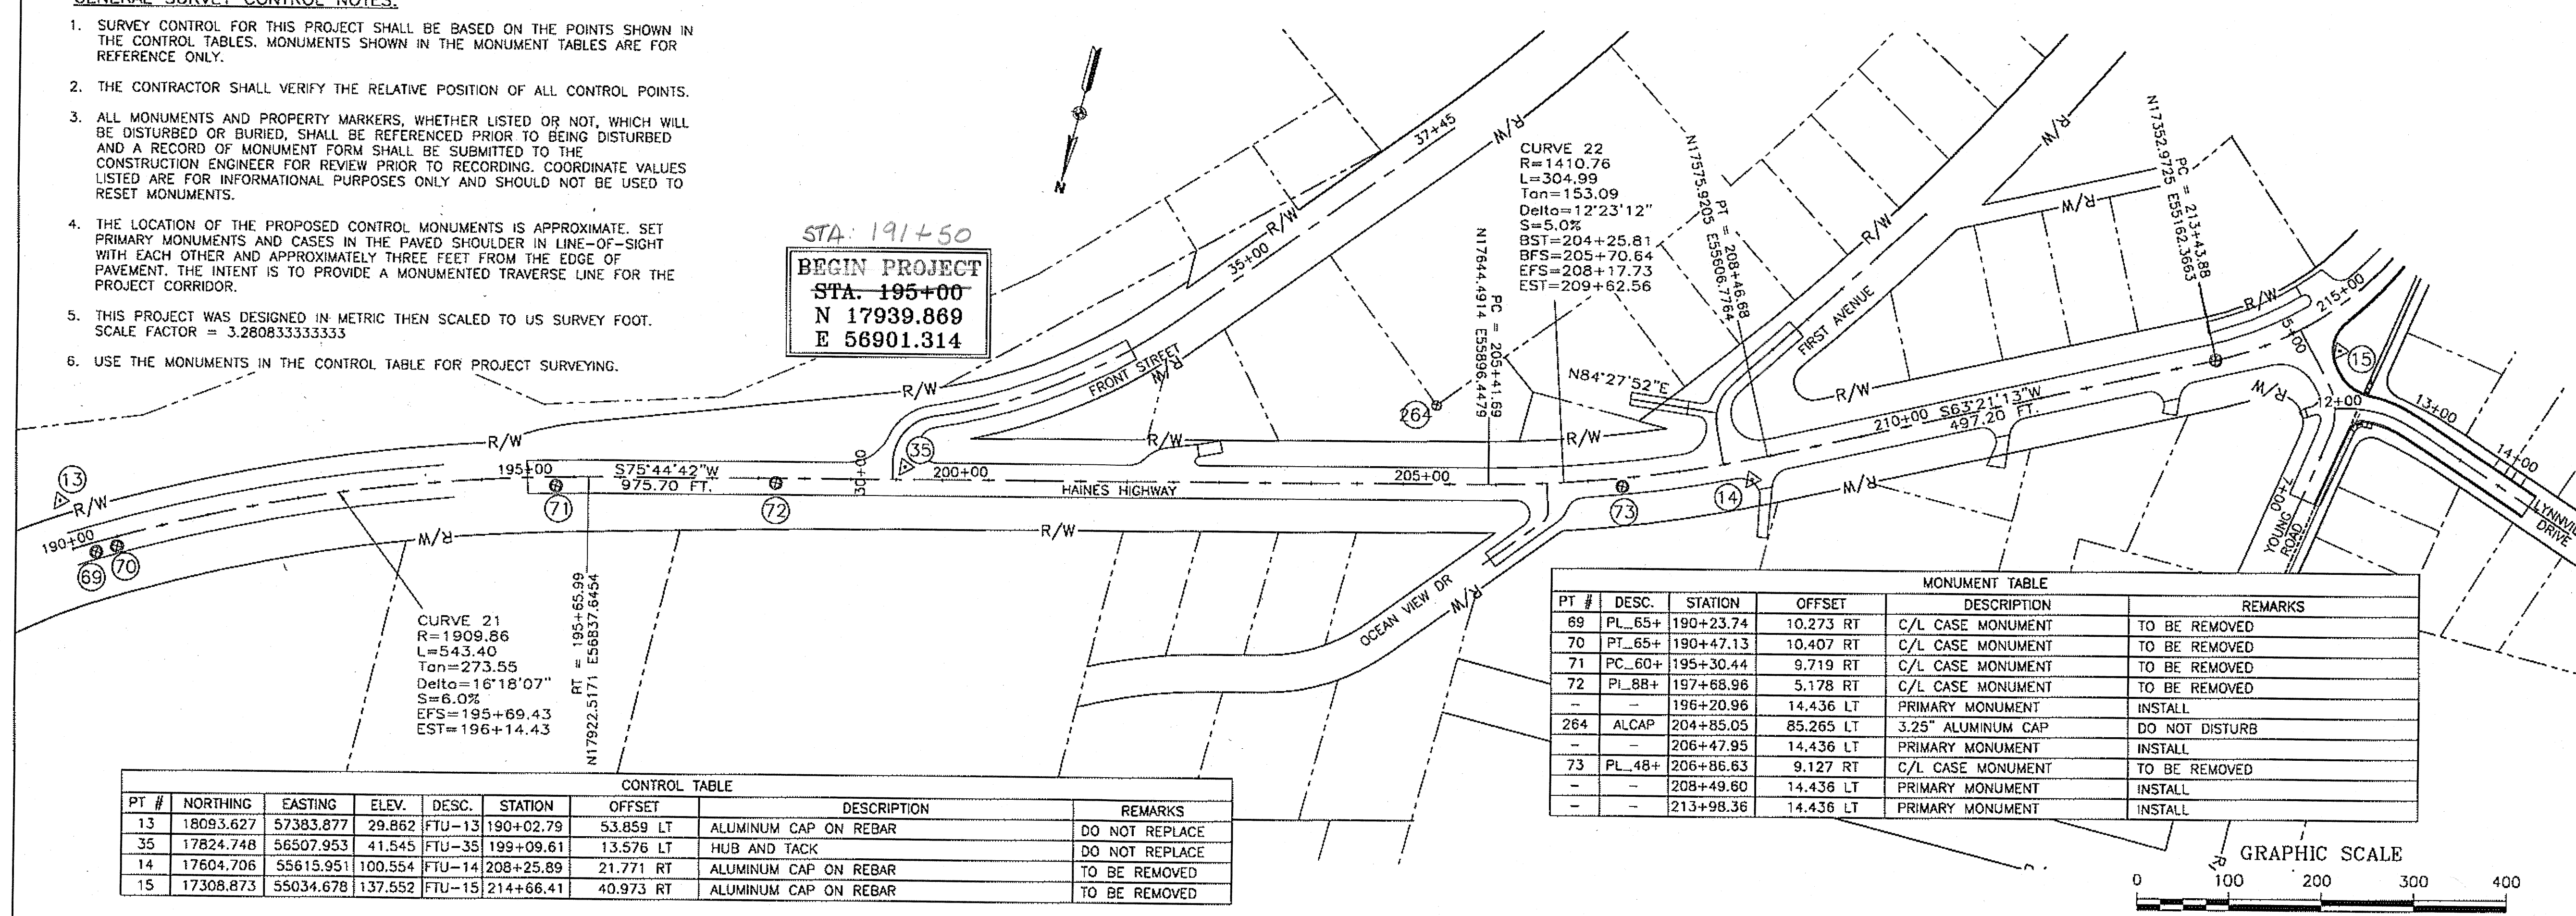 GENERAL SURVEY CONTROL NOTES:
1. SURVEY CONTROL FOR THIS PROJECT SHALL BE BASED ON THE POINTS SHOWN IN
THE CONTROL TABLES. MONUMENTS SHOWN IN THE MONUMENT TABLES ARE FOR
REFERENCE ONLY.
2. THE CONTRACTOR SHALL VERIFY THE RELATIVE POSITION OF ALL CONTROL POINTS.
3. ALL MONUMENTS AND PROPERTY MARKERS, WHETHER LISTED OR NOT, WHICH WILL
BE DISTURBED OR BURIED, SHALL BE REFERENCED PRIOR TO BEING DISTURBED
AND A RECORD OF MONUMENT FORM SHALL BE SUBMITTED TO THE
CONSTRUCTION ENGINEER FOR REVIEW PRIOR TO RECORDING. COORDINATE VALUES
LISTED ARE FOR INFORMATIONAL PURPOSES ONLY AND SHOULD NOT BE USED TO
RESET MONUMENTS.
4. THE LOCATION OF THE PROPOSED CONTROL MONUMENTS IS APPROXIMATE. SET
PRIMARY MONUMENTS AND CASES IN THE PAVED SHOULDER IN LINE-OF-SIGHT
WITH EACH OTHER AND APPROXIMATELY THREE FEET FROM THE EDGE OF
PAVEMENT. THE INTENT IS TO PROVIDE A MONUMENTED TRAVERSE LINE FOR THE
PROJECT CORRIDOR.
5. THIS PROJECT WAS DESIGNED IN METRIC THEN SCALED TO US SURVEY FOOT.
SCALE FACTOR = 3.280833333333
6. USE THE MONUMENTS IN THE CONTROL TABLE FOR PROJECT SURVEYING.
N
STA: 191+50
BEGIN PROJECT
STA. 195+00
N 17939.869
E 56901.314
37+45
R/W
R/W
35+00
FRONT STREET
R/W
R/W
CURVE 22
R=1410.76
L=304.99
Tan=153.09
Delta=12°23'12"
S=5.0%
BST=204+25.81
BFS=205+70.64
EFS=208+17.73
EST=209+62.56
PC = 205+41.69
N17644.4914 E55896.4479
PT = 208+46.68
N17575.9205 E55606.7764
PC = 213+43.88
N17352.9725 E55162.3663
R/W
R/W
R/W
R/W
R/W
FIRST AVENUE
N84°27'52"E
264
R/W
R/W
210+00 S63°21'13"W
497.20 FT.
215+00
5+00
15
R/W
12+00
13+00
14+00
LYNNVI
DRIVE
7+00
YOUNG
ROAD
13
R/W
190+00
69
70
R/W
195+00
S75°44'42"W
975.70 FT.
71
72
30+00
35
200+00
HAINES HIGHWAY
205+00
73
14
R/W
R/W
R/W
OCEAN VIEW DR
R/W
CURVE 21
R=1909.86
L=543.40
Tan=273.55
Delta=16°18'07"
S=6.0%
EFS=195+69.43
EST=196+14.43
RT = 195+65.99
N17922.5171 E56837.6454
MONUMENT TABLE
PT # DESC. STATION OFFSET DESCRIPTION REMARKS
69 PL_65+ 190+23.74 10.273 RT C/L CASE MONUMENT TO BE REMOVED
70 PT_65+ 190+47.13 10.407 RT C/L CASE MONUMENT TO BE REMOVED
71 PC_60+ 195+30.44 9.719 RT C/L CASE MONUMENT TO BE REMOVED
72 PI_88+ 197+68.96 5.178 RT C/L CASE MONUMENT TO BE REMOVED
- - 196+20.96 14.436 LT PRIMARY MONUMENT INSTALL
264 ALCAP 204+85.05 85.265 LT 3.25" ALUMINUM CAP DO NOT DISTURB
- - 206+47.95 14.436 LT PRIMARY MONUMENT INSTALL
73 PL_48+ 206+86.63 9.127 RT C/L CASE MONUMENT TO BE REMOVED
- - 208+49.60 14.436 LT PRIMARY MONUMENT INSTALL
- - 213+98.36 14.436 LT PRIMARY MONUMENT INSTALL
CONTROL TABLE
PT # NORTHING EASTING ELEV. DESC. STATION OFFSET DESCRIPTION REMARKS
13 18093.627 57383.877 29.862 FTU-13 190+02.79 53.859 LT ALUMINUM CAP ON REBAR DO NOT REPLACE
35 17824.748 56507.953 41.545 FTU-35 199+09.61 13.576 LT HUB AND TACK DO NOT REPLACE
14 17604.706 55615.951 100.554 FTU-14 208+25.89 21.771 RT ALUMINUM CAP ON REBAR TO BE REMOVED
15 17308.873 55034.678 137.552 FTU-15 214+66.41 40.973 RT ALUMINUM CAP ON REBAR TO BE REMOVED
GRAPHIC SCALE
0 100 200 300 400